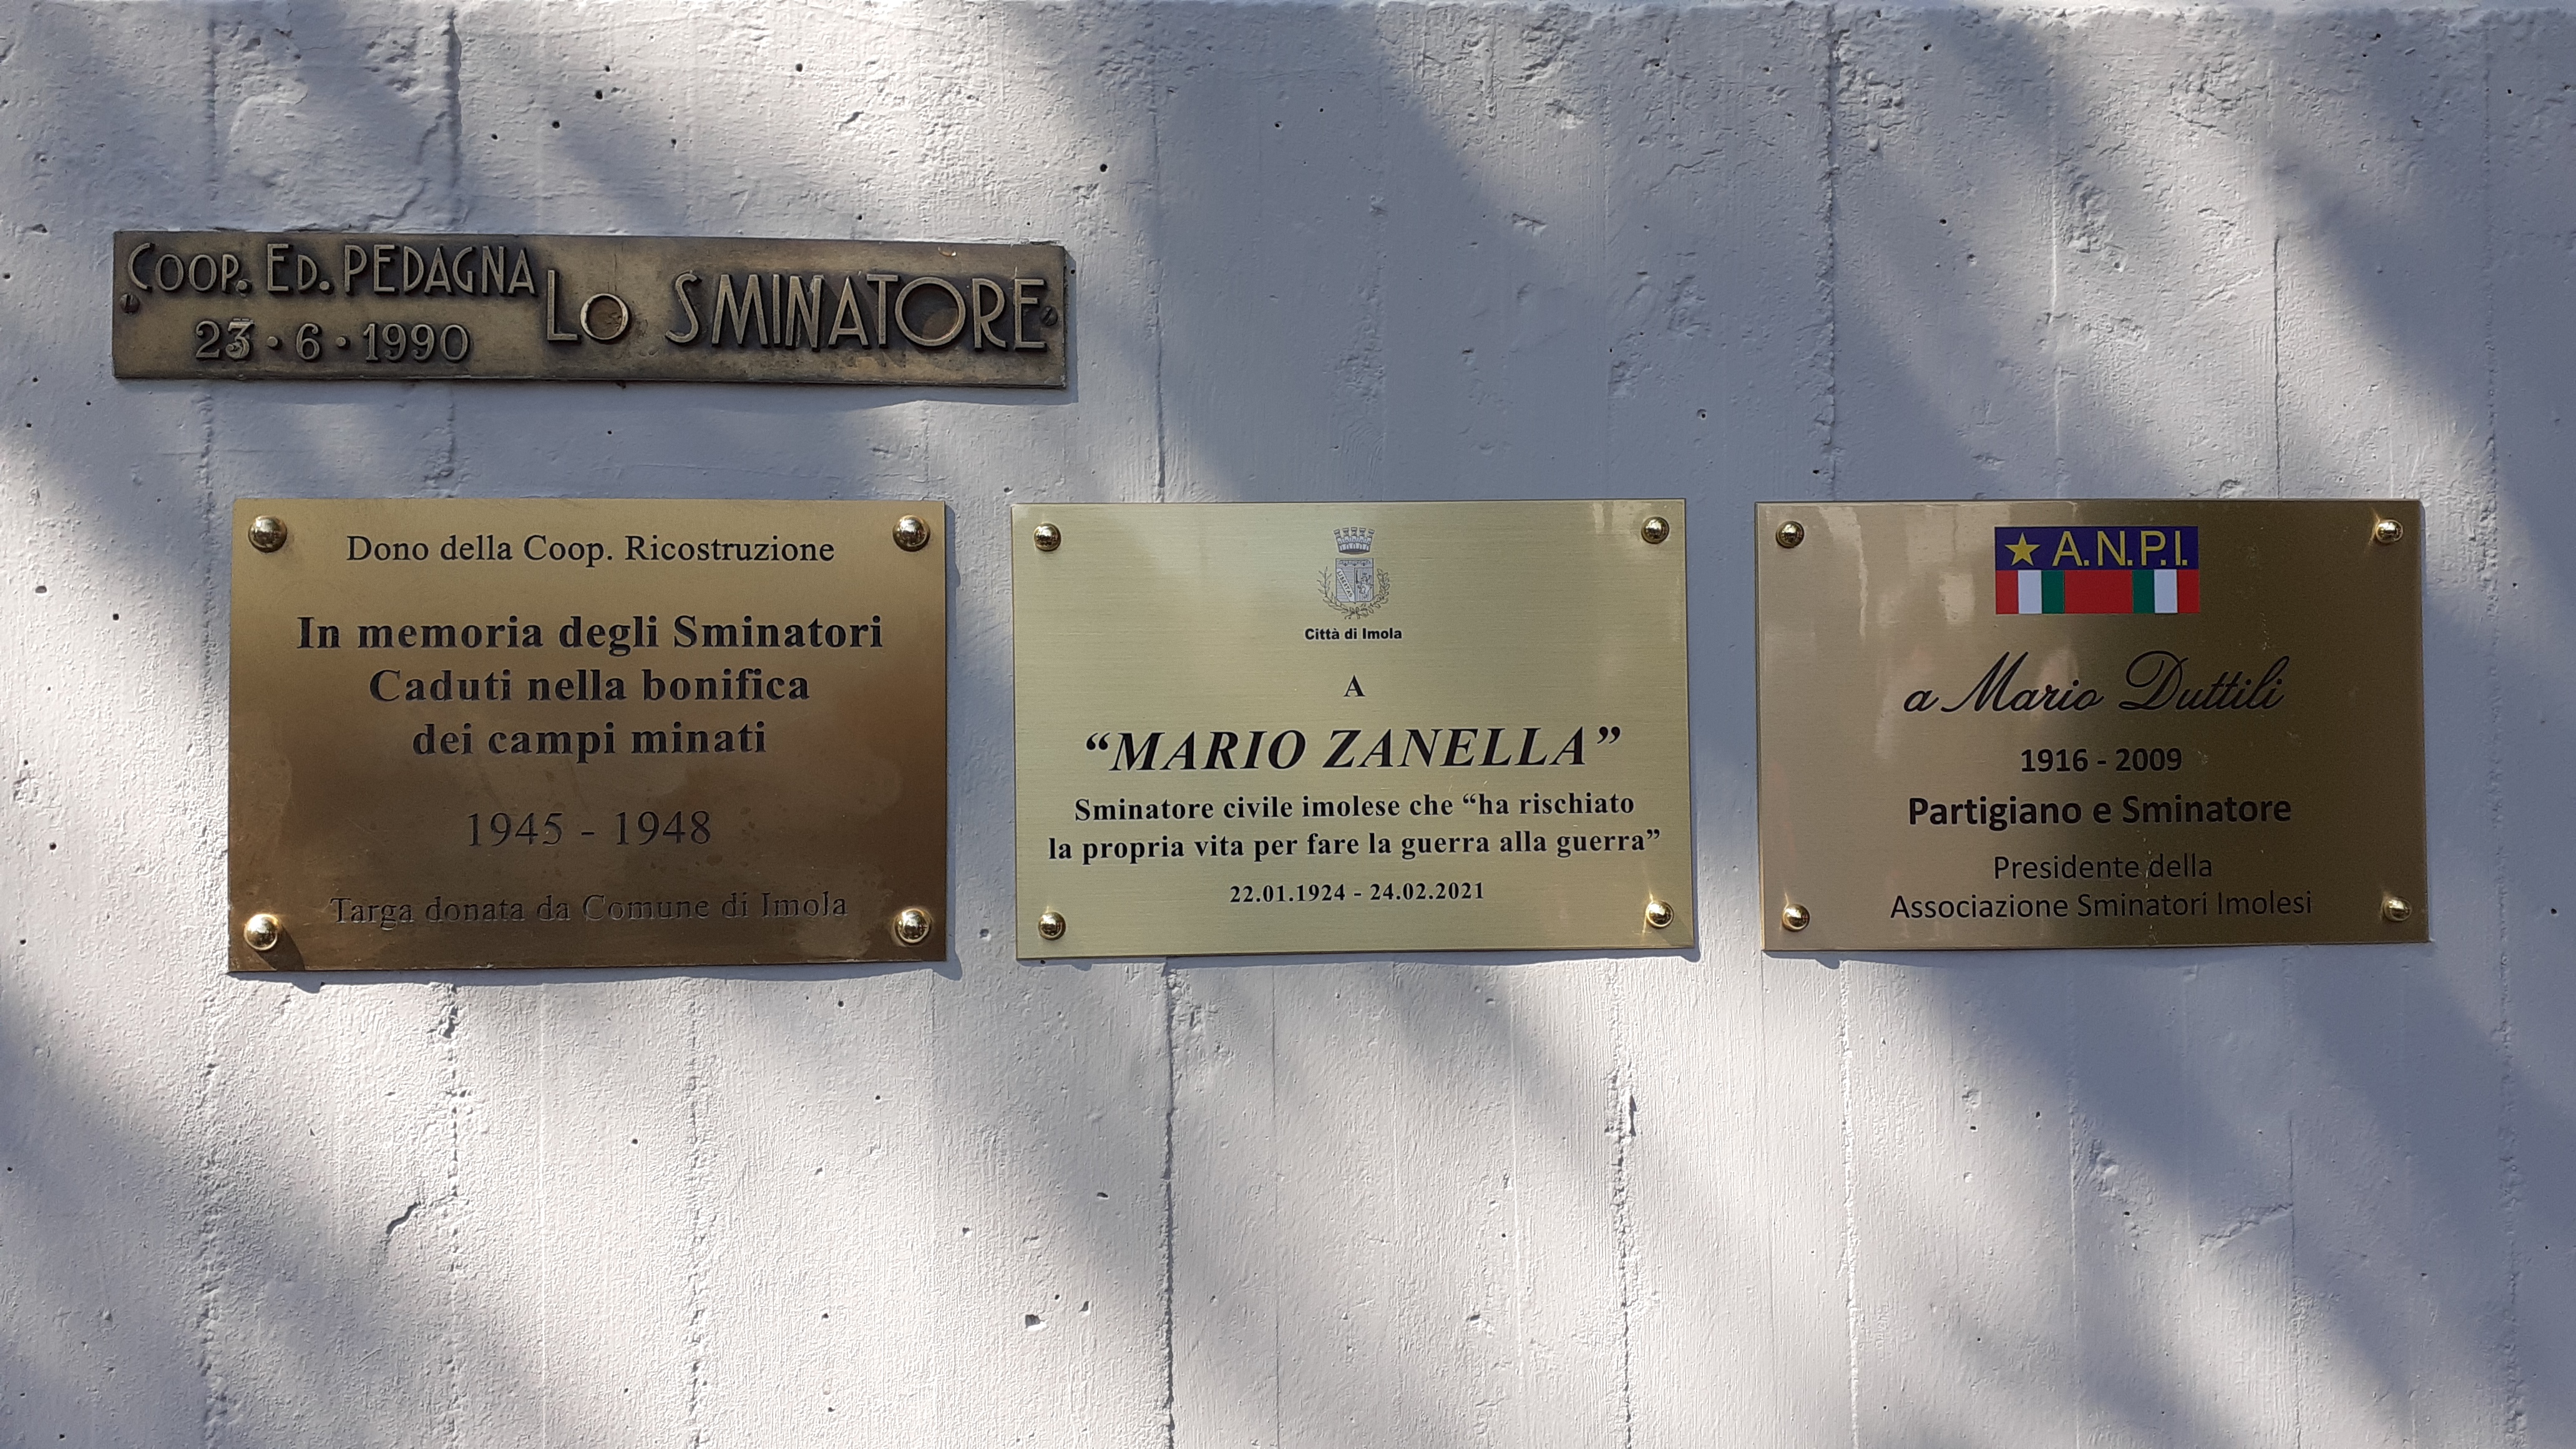 COOP. ED. PEDAGNA
23 • 6 • 1990
LO SMINATORE
Dono della Coop. Ricostruzione
In memoria degli Sminatori
Caduti nella bonifica
dei campi minati
1945 - 1948
Targa donata da Comune di Imola
Città di Imola
A
“MARIO ZANELLA”
Sminatore civile imolese che “ha rischiato
la propria vita per fare la guerra alla guerra”
22.01.1924 - 24.02.2021
A.N.P.I.
a Mario Duttili
1916 - 2009
Partigiano e Sminatore
Presidente della
Associazione Sminatori Imolesi